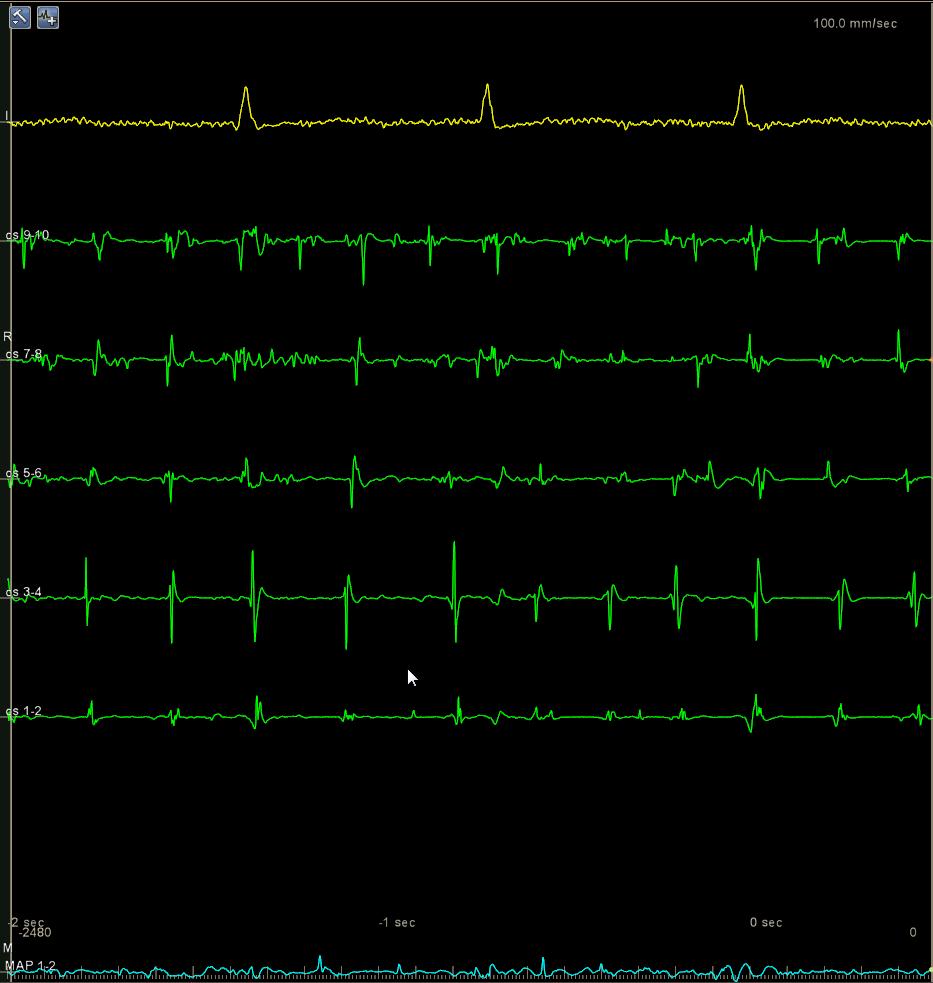 100.0 mm/sec
I
cs 9-10
R
cs 7-8
cs 5-6
cs 3-4
cs 1-2
-2 sec
-1 sec
0 sec
-2480
0
M
MAP 1-2